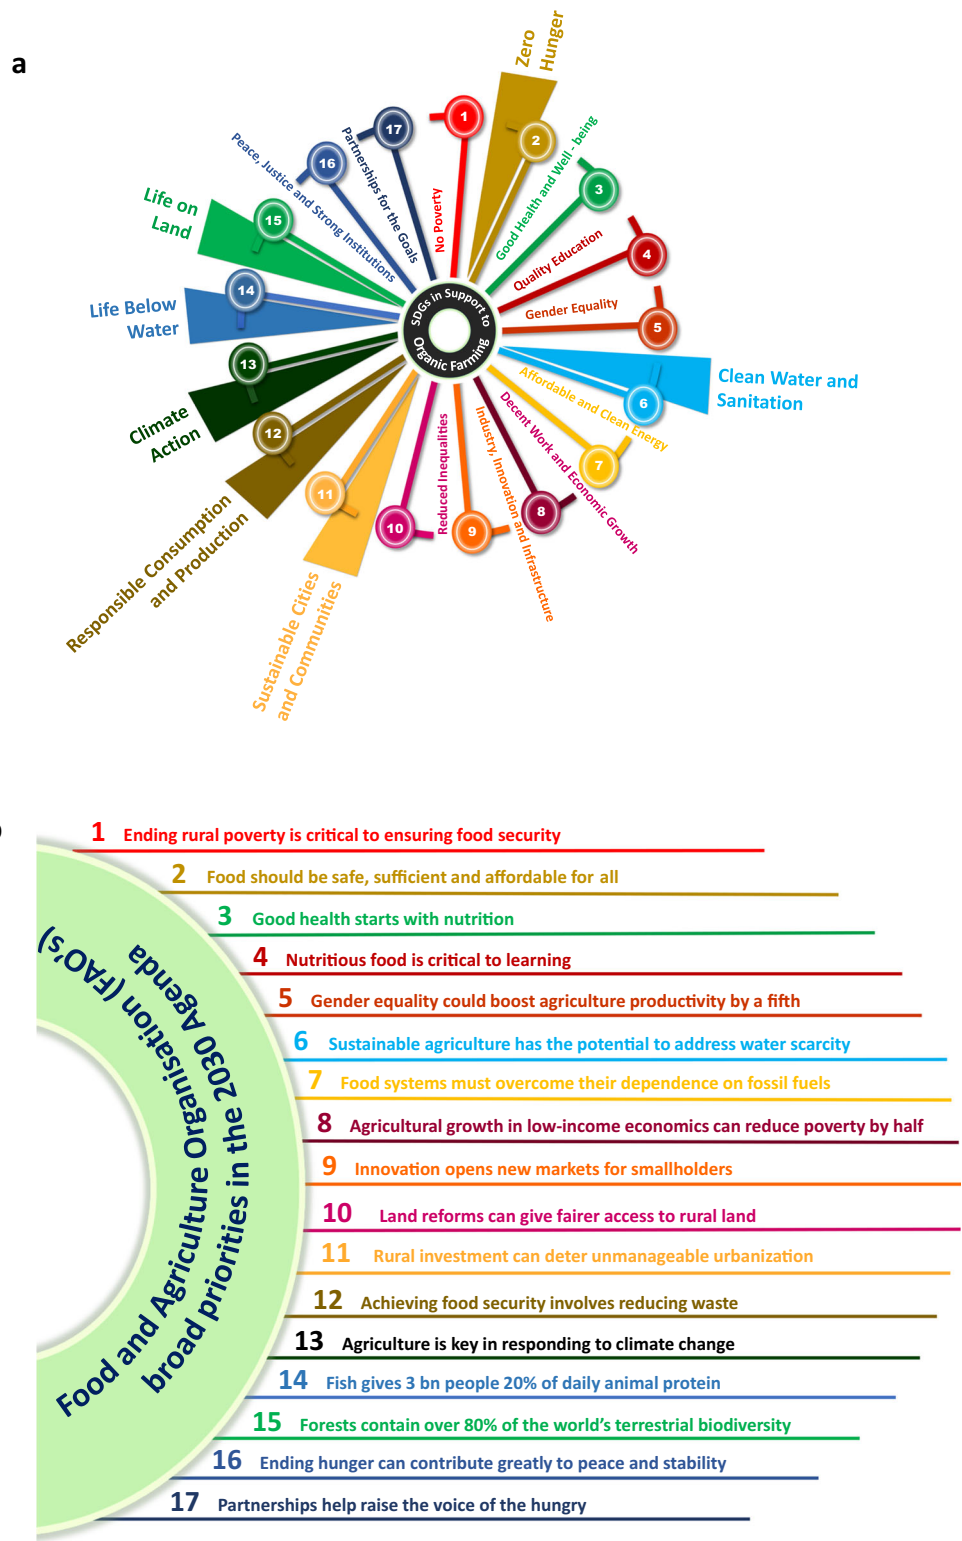 a
1
No Poverty
Zero
Hunger
2
Good Health and Well - being
3
Quality Education
4
Gender Equality
5
Clean Water and
Sanitation
6
Affordable and Clean Energy
7
Decent Work and Economic Growth
8
Industry, Innovation and Infrastructure
9
Reduced Inequalities
10
Sustainable Cities
and Communities
11
Responsible Consumption
and Production
12
Climate
Action
13
Life Below
Water
14
Life on
Land
15
Peace, Justice and Strong Institutions
16
Partnerships for the Goals
17
SDGs in Support to
Organic Farming
Food and Agriculture Organisation (FAO's)
broad priorities in the 2030 Agenda
1 Ending rural poverty is critical to ensuring food security
2 Food should be safe, sufficient and affordable for all
3 Good health starts with nutrition
4 Nutritious food is critical to learning
5 Gender equality could boost agriculture productivity by a fifth
6 Sustainable agriculture has the potential to address water scarcity
7 Food systems must overcome their dependence on fossil fuels
8 Agricultural growth in low-income economics can reduce poverty by half
9 Innovation opens new markets for smallholders
10 Land reforms can give fairer access to rural land
11 Rural investment can deter unmanageable urbanization
12 Achieving food security involves reducing waste
13 Agriculture is key in responding to climate change
14 Fish gives 3 bn people 20% of daily animal protein
15 Forests contain over 80% of the world's terrestrial biodiversity
16 Ending hunger can contribute greatly to peace and stability
17 Partnerships help raise the voice of the hungry